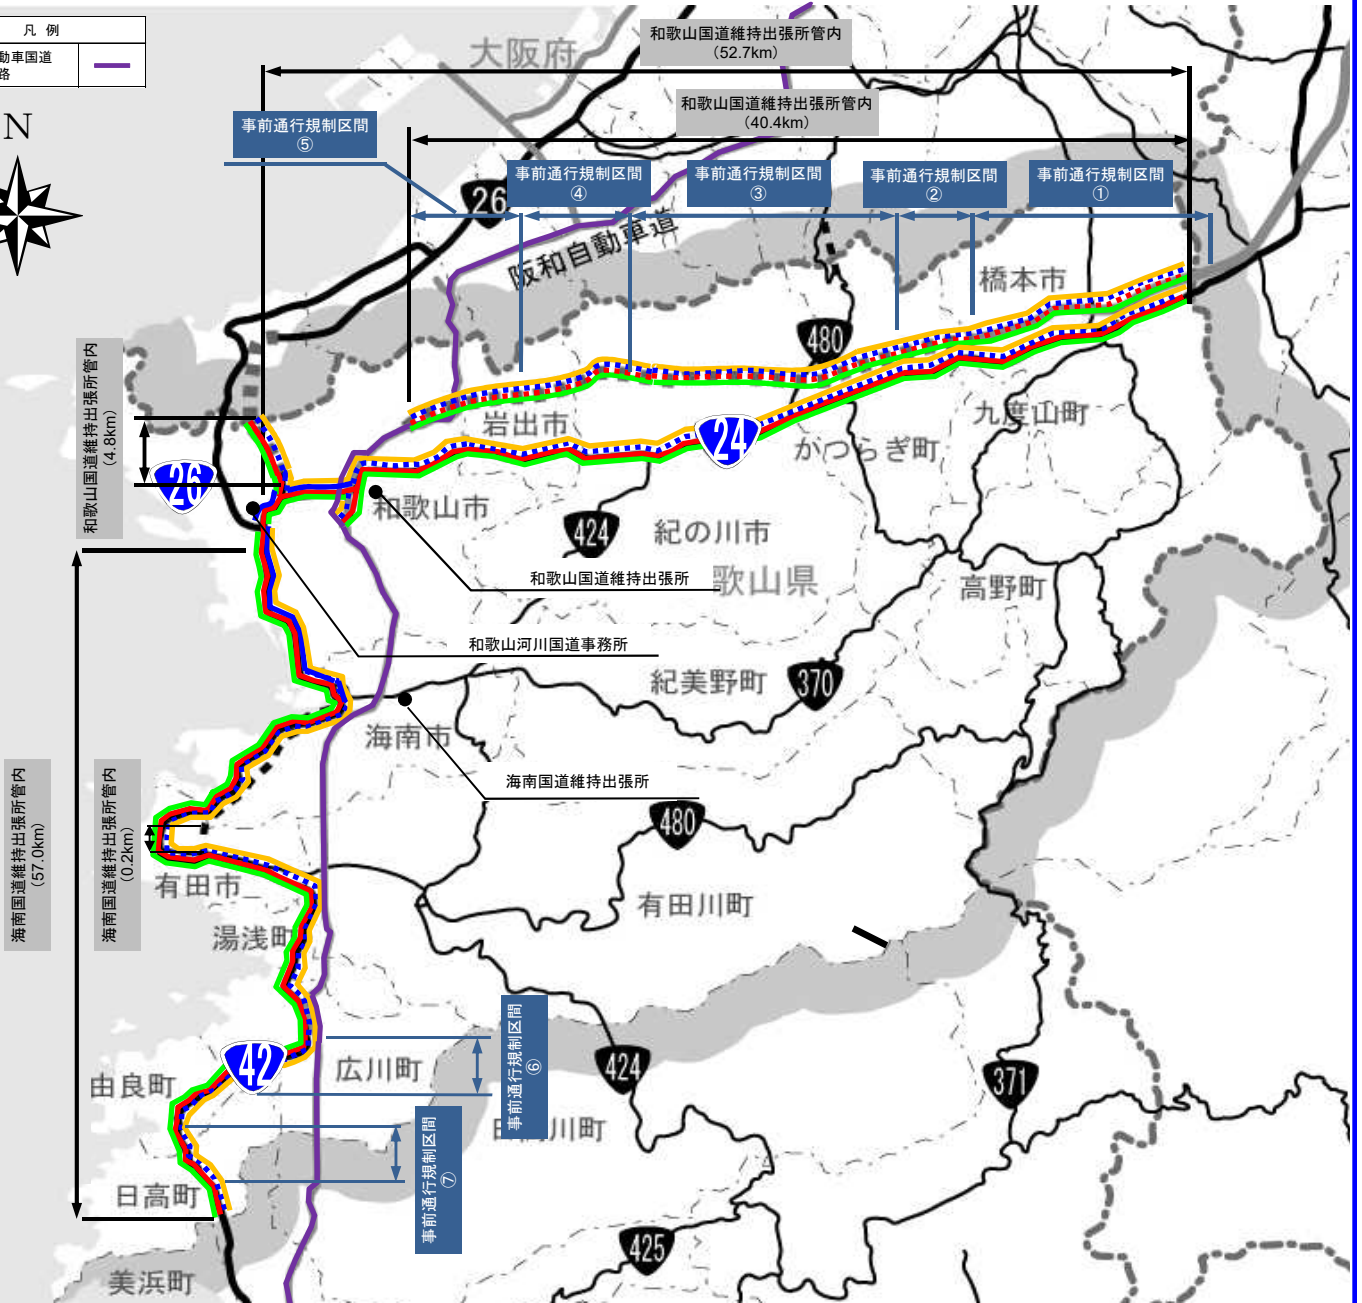 凡 例
動車国道
路
N
大阪府
和歌山国道維持出張所管内
(52.7km)
和歌山国道維持出張所管内
(40.4km)
事前通行規制区間
⑤
事前通行規制区間
④
事前通行規制区間
③
事前通行規制区間
②
事前通行規制区間
①
26
阪和自動車道
橋本市
480
和歌山国道維持出張所管内
(4.8km)
岩出市
24
九度山町
かつらぎ町
26
和歌山市
424
紀の川市
和歌山国道維持出張所
歌山県
高野町
和歌山河川国道事務所
紀美野町
370
海南市
海南国道維持出張所
480
海南国道維持出張所管内
(57.0km)
海南国道維持出張所管内
(0.2km)
有田市
有田川町
湯浅町
事前通行規制区間
⑥
42
広川町
424
371
由良町
川町
事前通行規制区間
⑦
日高町
425
美浜町